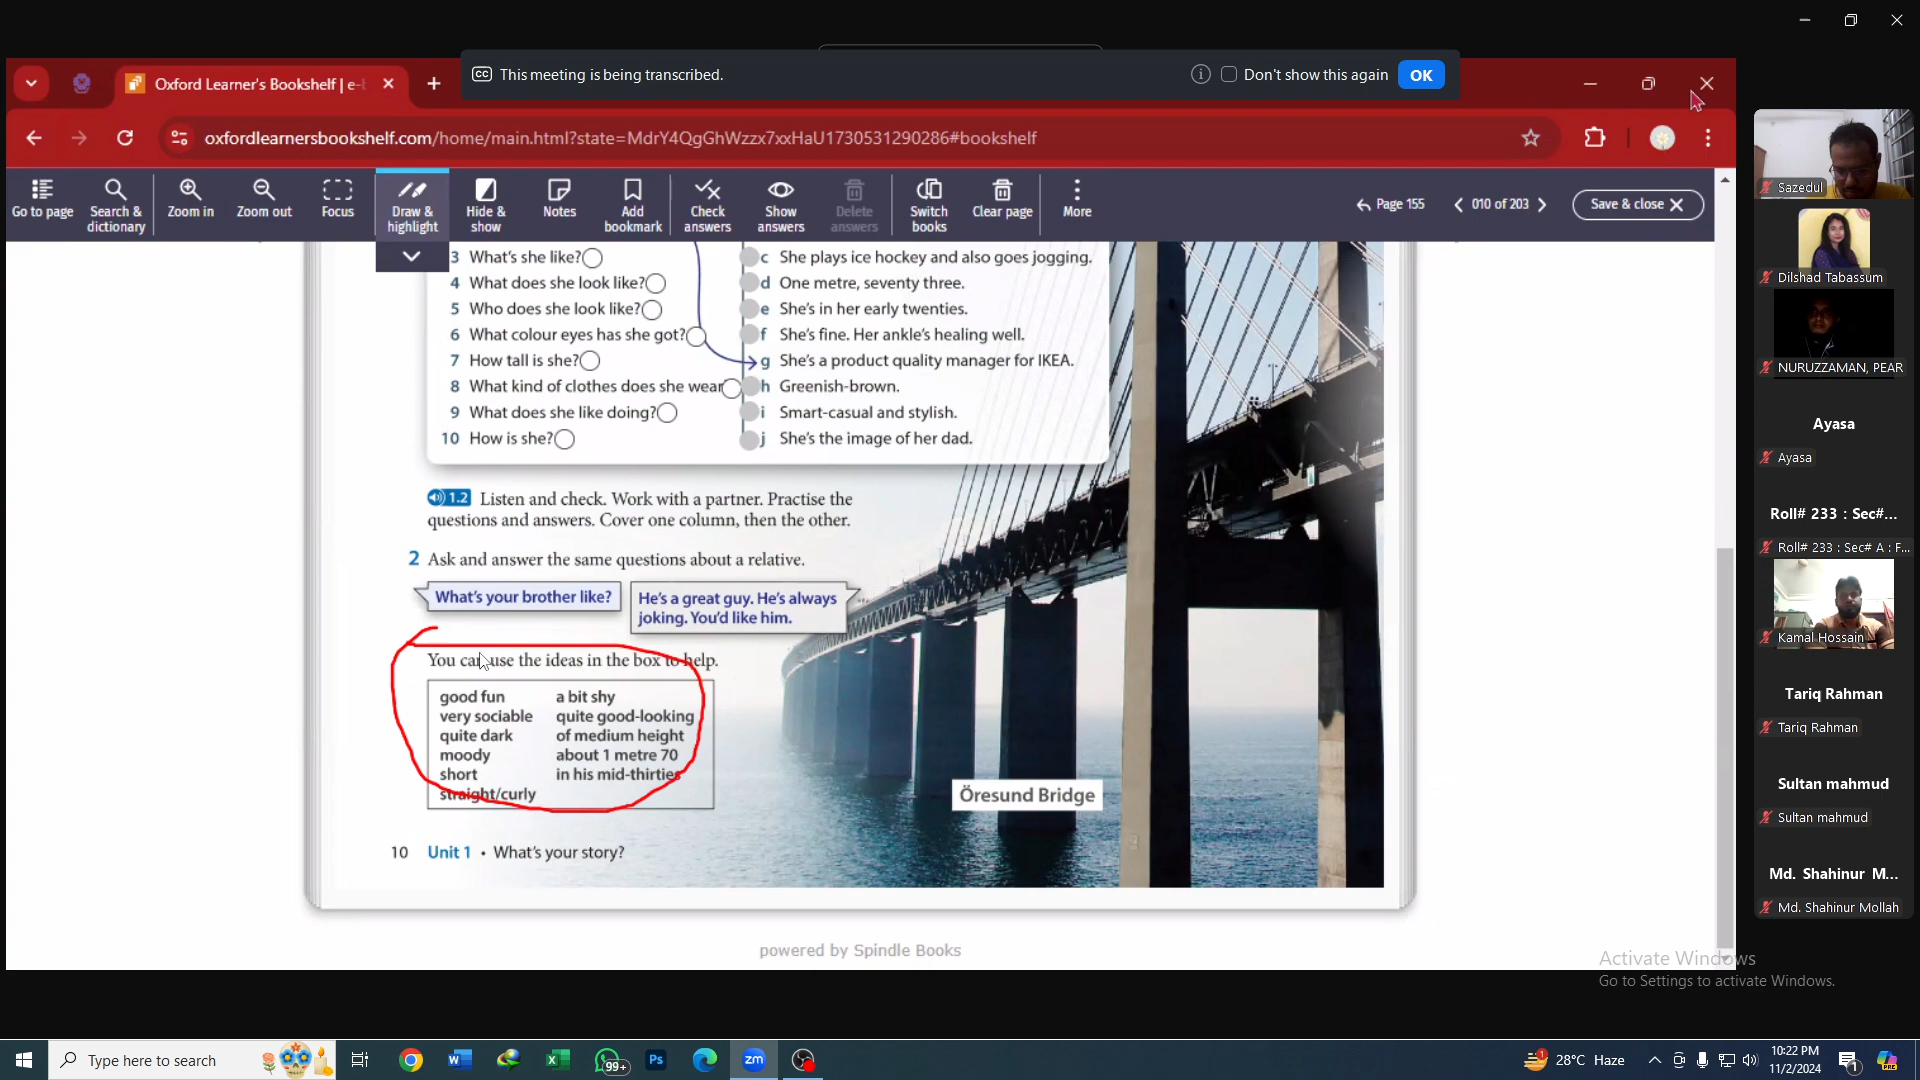 Oxford Learner's Bookshelf | e-t
This meeting is being transcribed.
Don't show this again
OK
oxfordlearnersbookshelf.com/home/main.html?state=MdrY4QgGhWzzx7xxHaU1730531290286#bookshelf
Go to page
Search & dictionary
Zoom in
Zoom out
Focus
Draw & highlight
Hide & show
Notes
Add bookmark
Check answers
Show answers
Delete answers
Switch books
Clear page
More
Page 155
010 of 203
Save & close
3 What's she like?
4 What does she look like?
5 Who does she look like?
6 What colour eyes has she got?
7 How tall is she?
8 What kind of clothes does she wear
9 What does she like doing?
10 How is she?
c She plays ice hockey and also goes jogging.
d One metre, seventy three.
e She's in her early twenties.
f She's fine. Her ankle's healing well.
g She's a product quality manager for IKEA.
h Greenish-brown.
i Smart-casual and stylish.
j She's the image of her dad.
1.2 Listen and check. Work with a partner. Practise the
questions and answers. Cover one column, then the other.
2 Ask and answer the same questions about a relative.
What's your brother like?
He's a great guy. He's always
joking. You'd like him.
You can use the ideas in the box to help.
good fun
very sociable
quite dark
moody
short
straight/curly
a bit shy
quite good-looking
of medium height
about 1 metre 70
in his mid-thirties
Öresund Bridge
10 Unit 1 • What's your story?
powered by Spindle Books
Sazedul
Dilshad Tabassum
NURUZZAMAN, PEAR
Ayasa
Ayasa
Roll# 233 : Sec#...
Roll# 233 : Sec# A : F...
Kamal Hossain
Tariq Rahman
Tariq Rahman
Sultan mahmud
Sultan mahmud
Md. Shahinur M...
Md. Shahinur Mollah
Activate Windows
Go to Settings to activate Windows.
Type here to search
99+
zm
28°C Haze
10:22 PM
11/2/2024